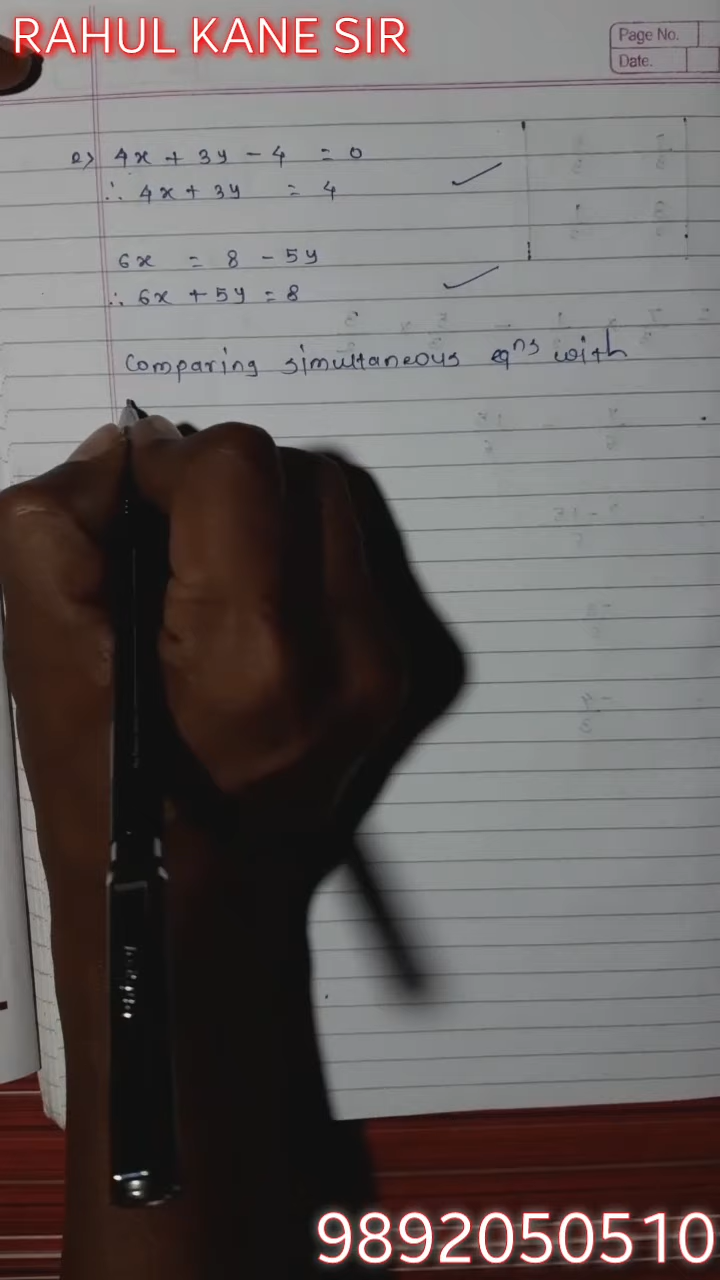 RAHUL KANE SIR
Page No.
Date.
2) 4x + 3y - 4 = 0
∴ 4x + 3y = 4
6x = 8 - 5y
∴ 6x + 5y = 8
Comparing simultaneous eqⁿs with
9892050510